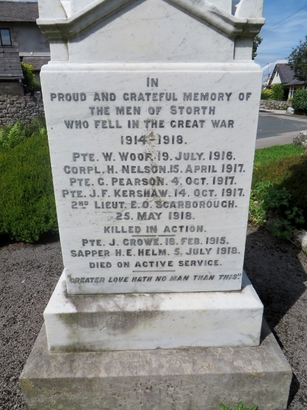 IN
PROUD AND GRATEFUL MEMORY OF
THE MEN OF STORTH
WHO FELL IN THE GREAT WAR
1914-1918.
PTE. W. WOOF. 19. JULY. 1916.
CORPL. H. NELSON. 15. APRIL 1917.
PTE. G. PEARSON. 4. OCT. 1917.
PTE. J.F. KERSHAW. 14. OCT. 1917.
2ND LIEUT. E.O. SCARBOROUGH.
25. MAY 1918.
KILLED IN ACTION.
PTE. J. CROWE. 18. FEB. 1915.
SAPPER H.E. HELM. 5. JULY 1918.
DIED ON ACTIVE SERVICE.
"GREATER LOVE HATH NO MAN THAN THIS"